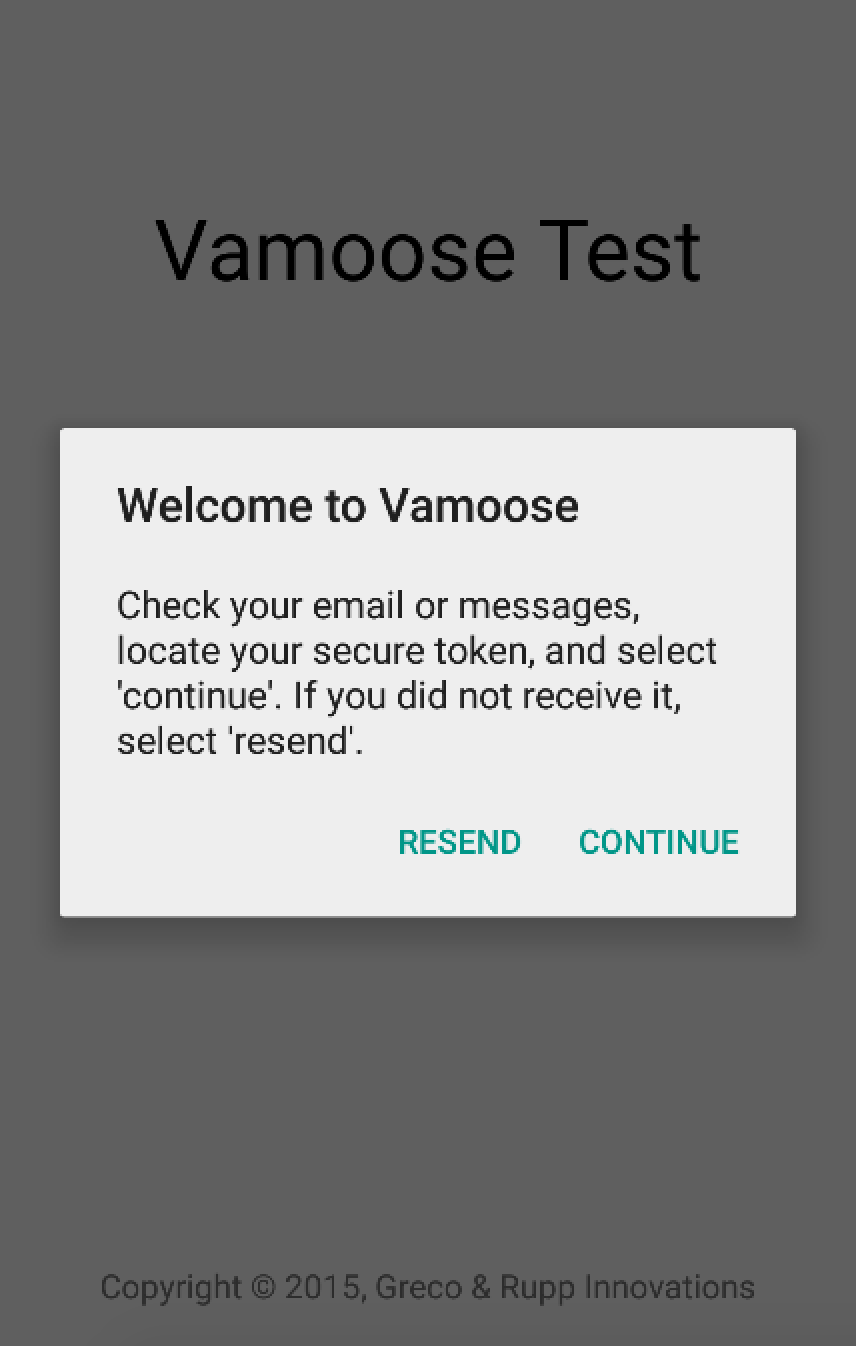 Vamoose Test
Welcome to Vamoose
Check your email or messages,
locate your secure token, and select
'continue'. If you did not receive it,
select 'resend'.
RESEND CONTINUE
Copyright © 2015, Greco & Rupp Innovations